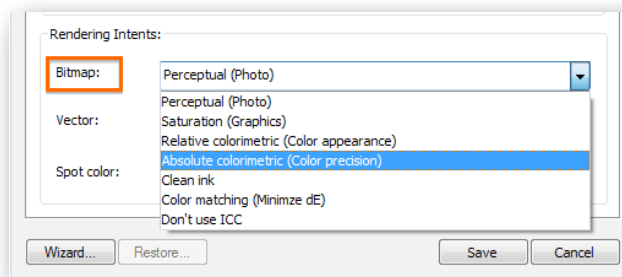 Rendering Intents:
Bitmap: Perceptual (Photo)
Perceptual (Photo)
Vector: Saturation (Graphics)
Relative colorimetric (Color appearance)
Absolute colorimetric (Color precision)
Spot color: Clean ink
Color matching (Minimze dE)
Don't use ICC
Wizard... Restore... Save Cancel